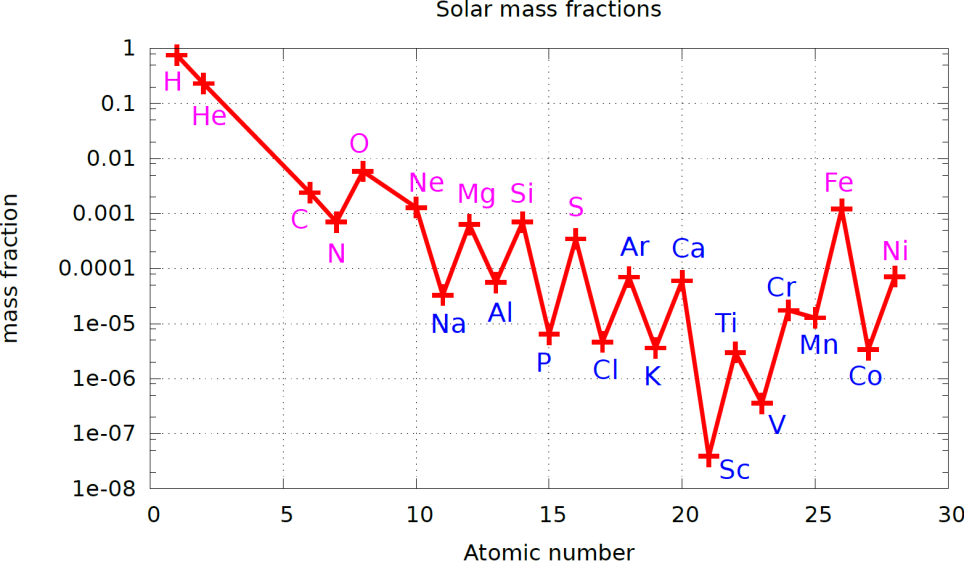 Solar mass fractions
1
0.1
0.01
0.001
0.0001
1e-05
1e-06
1e-07
1e-08
mass fraction
H
He
C
N
O
Ne
Na
Mg
Al
Si
P
S
Cl
Ar
K
Ca
Sc
Ti
V
Cr
Mn
Fe
Co
Ni
0 5 10 15 20 25 30
Atomic number